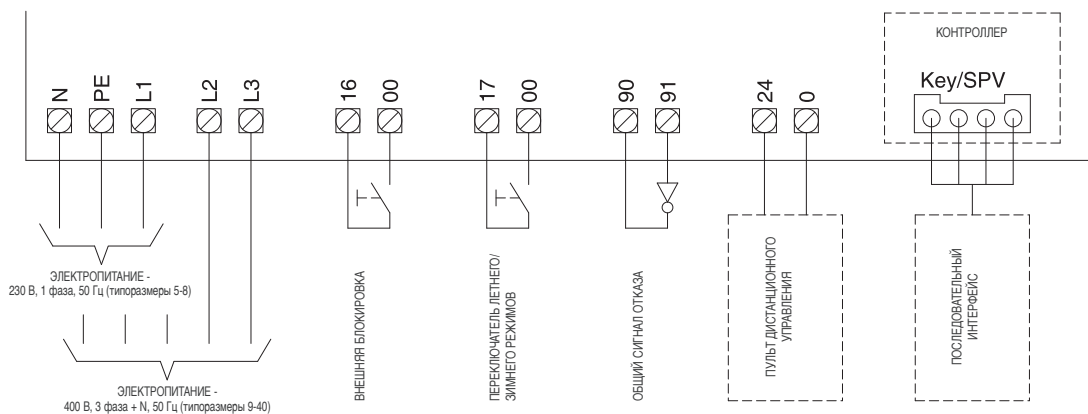 КОНТРОЛЛЕР
Key/SPV
N
PE
L1
L2
L3
16
00
17
00
90
91
24
0
ЭЛЕКТРОПИТАНИЕ -
230 В, 1 фаза, 50 Гц (типоразмеры 5-8)
ЭЛЕКТРОПИТАНИЕ -
400 В, 3 фаза + N, 50 Гц (типоразмеры 9-40)
ВНЕШНЯЯ БЛОКИРОВКА
ПЕРЕКЛЮЧАТЕЛЬ ЛЕТНЕГО/
ЗИМНЕГО РЕЖИМОВ
ОБЩИЙ СИГНАЛ ОТКАЗА
ПУЛЬТ ДИСТАНЦИОННОГО
УПРАВЛЕНИЯ
ПОСЛЕДОВАТЕЛЬНЫЙ
ИНТЕРФЕЙС